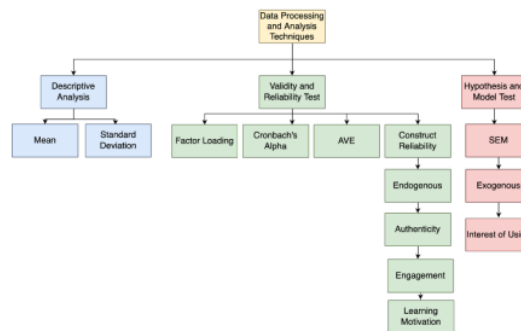 Data Processing
and Analysis
Techniques
Descriptive
Analysis
Validity and
Reliability Test
Hypothesis and
Model Test
Mean
Standard
Deviation
Factor Loading
Cronbach's
Alpha
AVE
Construct
Reliability
SEM
Endogenous
Exogenous
Authenticity
Interest of Usin
Engagement
Learning
Motivation